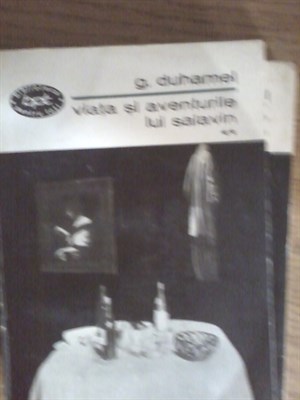 g. duhamel
viața și aventurile
lui salavin
**